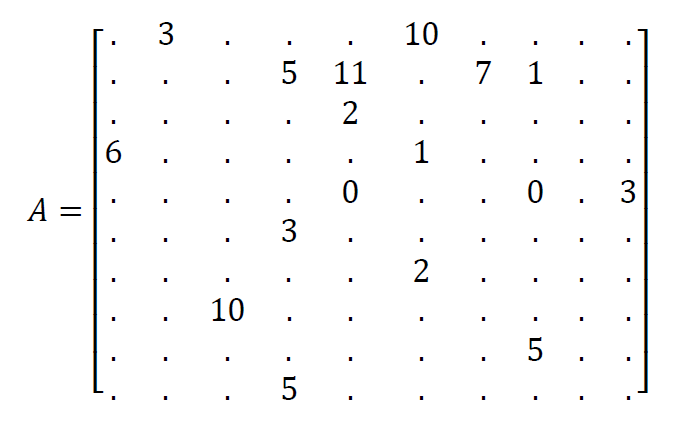 . 3 . . . 10 . . . .
. . . 5 11 . 7 1 . .
. . . . 2 . . . . .
6 . . . . 1 . . . .
A = . . . . 0 . . 0 . 3
. . . 3 . . . . . .
. . . . . 2 . . . .
. . 10 . . . . . . .
. . . . . . . 5 . .
. . . 5 . . . . . .